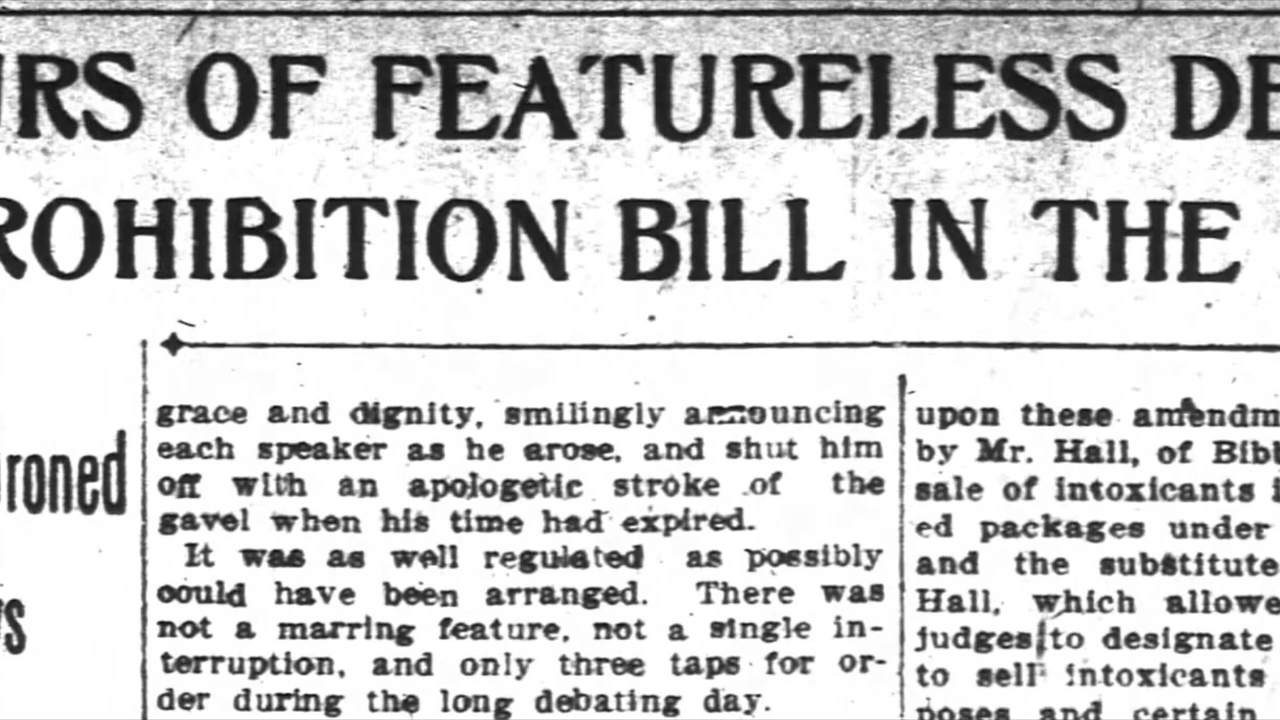 URS OF FEATURELESS DE
ROHIBITION BILL IN THE
roned
grace and dignity, smilingly announcing
each speaker as he arose, and shut him
off with an apologetic stroke of the
gavel when his time had expired.
It was as well regulated as possibly
could have been arranged. There was
not a marring feature, not a single in-
terruption, and only three taps for or-
der during the long debating day.
upon these amendm
by Mr. Hall, of Bibb
sale of intoxicants i
ed packages under
and the substitute
Hall, which allowe
judges to designate
to sell intoxicants
poses and certain